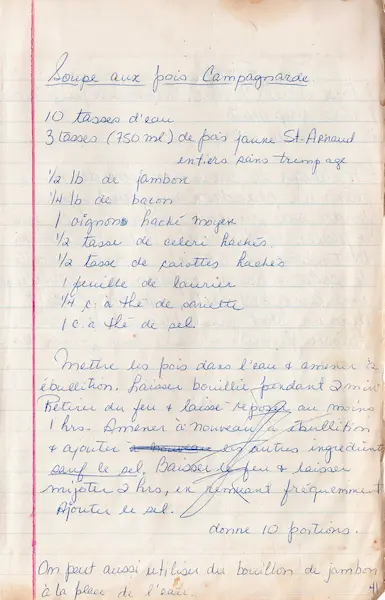 Soupe aux pois Campagnarde
10 tasses d'eau
3 tasses (750 ml) de pois jaune St-Arnaud
entiers sans trempage
1/2 lb de jambon
1/4 lb de bacon
1 oignon haché moyen
1/2 tasse de celeri hachés
1/2 tasse de carottes hachés
1 feuille de laurier
1/4 c. à thé de sariette
1 c. à thé de sel
Mettre les pois dans l'eau & amener à
ébullition. Laisser bouillir pendant 2 min
Retirer du feu & laisse reposer au moins
1 hrs. Amener à nouveau à ébullition
& ajouter les autres ingrédients
sauf le sel. Baisser le feu & laisser
mijoter 2 hrs, en remuant fréquemment
Ajouter le sel.
donne 10 portions.
On peut aussi utiliser du bouillon de jambon
à la place de l'eau.